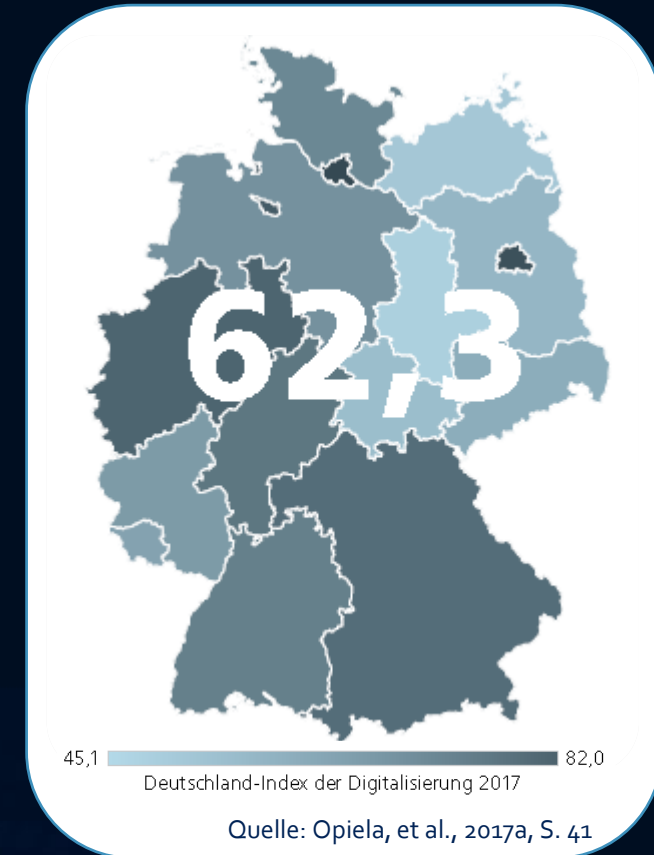 62,3
45,1 82,0
Deutschland-Index der Digitalisierung 2017
Quelle: Opiela, et al., 2017a, S. 41